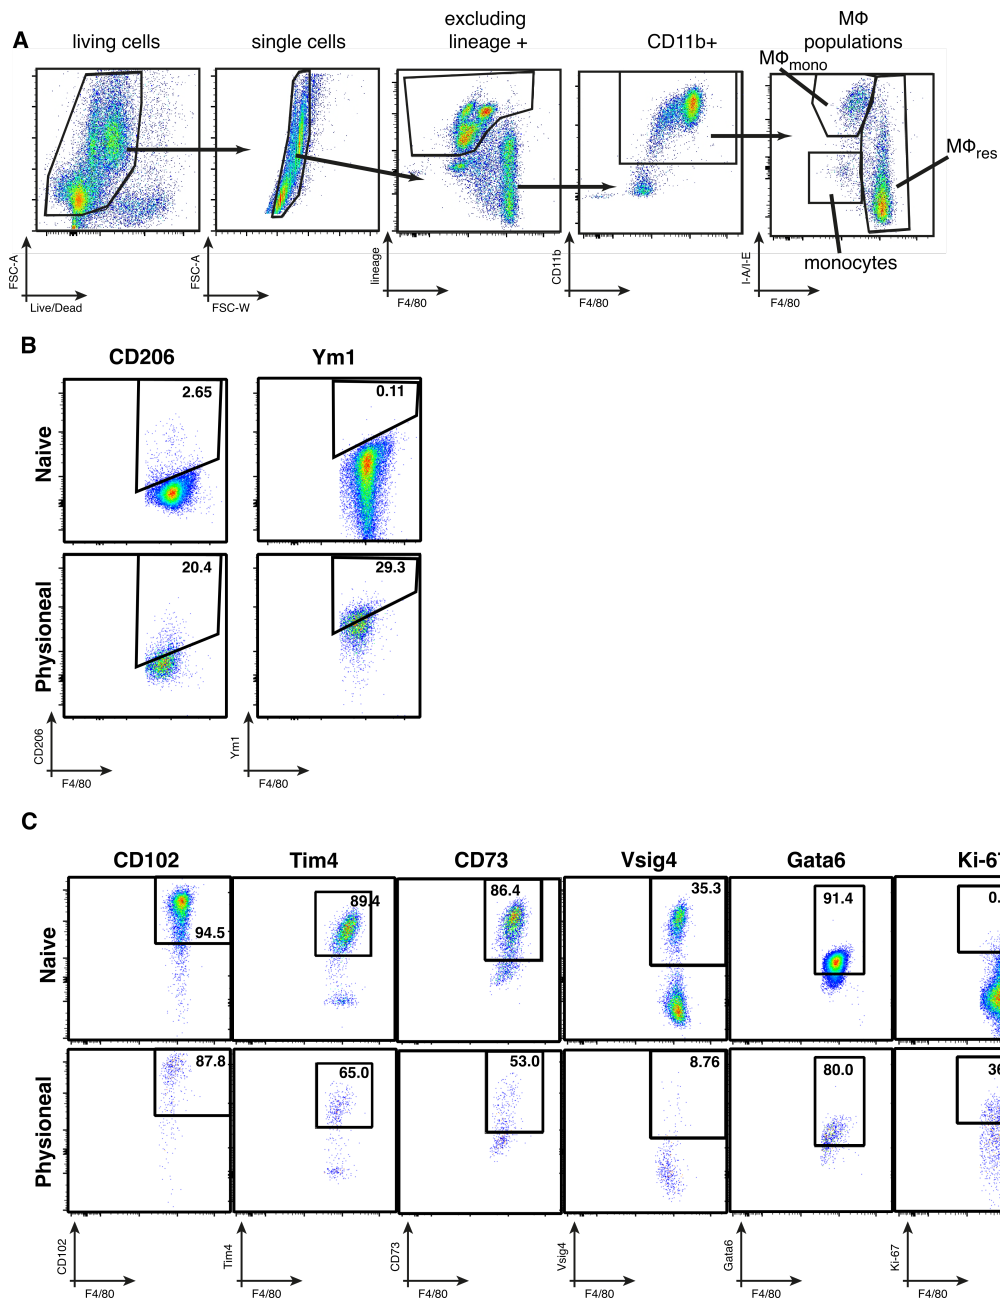 A
living cells
single cells
excluding
lineage +
CD11b+
MΦ
populations
MΦmono
MΦres
monocytes
FSC-A
Live/Dead
FSC-A
FSC-W
lineage
F4/80
CD11b
F4/80
I-A/I-E
F4/80
B
CD206
Ym1
Naive
2.65
0.11
Physioneal
20.4
29.3
CD206
F4/80
Ym1
F4/80
C
CD102
Tim4
CD73
Vsig4
Gata6
Ki-67
Naive
94.5
89.4
86.4
35.3
91.4
0.
Physioneal
87.8
65.0
53.0
8.76
80.0
36
CD102
F4/80
Tim4
F4/80
CD73
F4/80
Vsig4
F4/80
Gata6
F4/80
Ki-67
F4/80